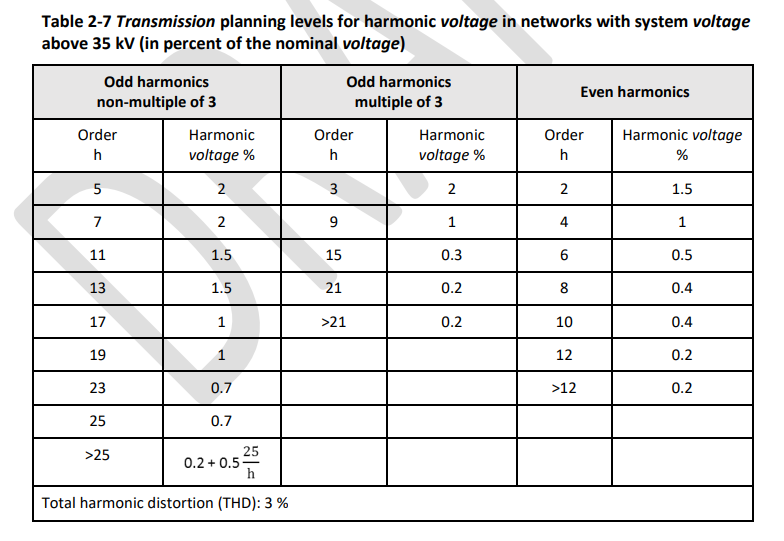 Table 2-7 Transmission planning levels for harmonic voltage in networks with system voltage
above 35 kV (in percent of the nominal voltage)
Odd harmonics non-multiple of 3 | Odd harmonics multiple of 3 | Even harmonics
Order h | Harmonic voltage % | Order h | Harmonic voltage % | Order h | Harmonic voltage %
5 | 2 | 3 | 2 | 2 | 1.5
7 | 2 | 9 | 1 | 4 | 1
11 | 1.5 | 15 | 0.3 | 6 | 0.5
13 | 1.5 | 21 | 0.2 | 8 | 0.4
17 | 1 | >21 | 0.2 | 10 | 0.4
19 | 1 | | | 12 | 0.2
23 | 0.7 | | | >12 | 0.2
25 | 0.7 | | | |
>25 | 0.2 + 0.5 25/h | | | |
Total harmonic distortion (THD): 3 %